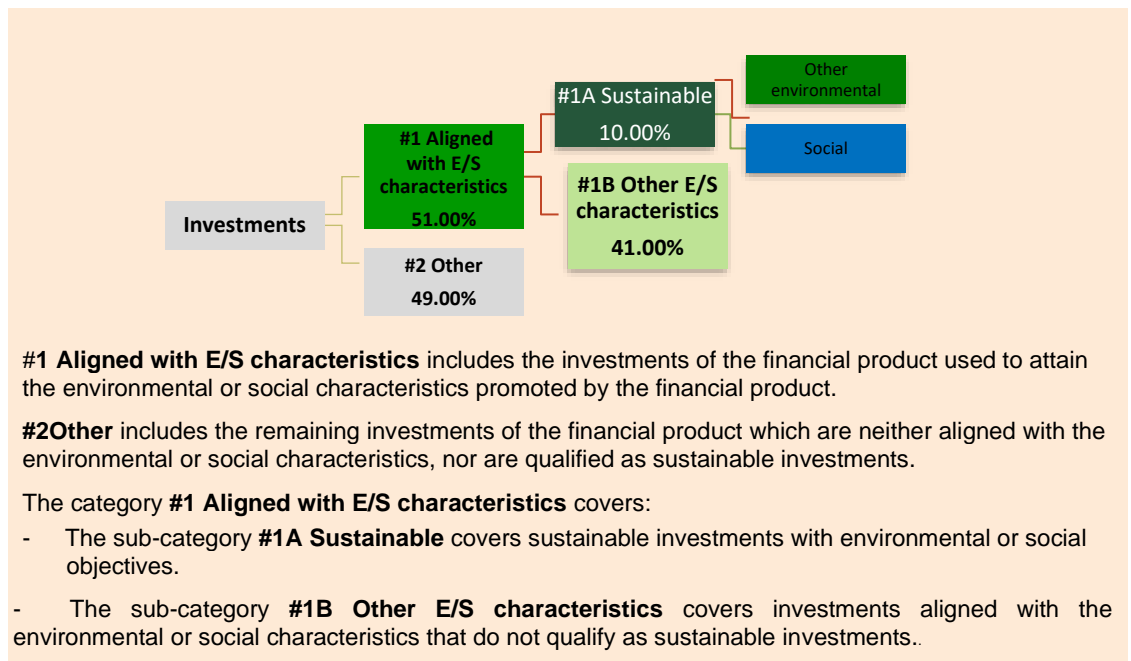 Other
environmental
#1A Sustainable
10.00%
Social
#1 Aligned
with E/S
characteristics
51.00%
#1B Other E/S
characteristics
41.00%
Investments
#2 Other
49.00%
#1 Aligned with E/S characteristics includes the investments of the financial product used to attain
the environmental or social characteristics promoted by the financial product.
#2Other includes the remaining investments of the financial product which are neither aligned with the
environmental or social characteristics, nor are qualified as sustainable investments.
The category #1 Aligned with E/S characteristics covers:
- The sub-category #1A Sustainable covers sustainable investments with environmental or social
objectives.
- The sub-category #1B Other E/S characteristics covers investments aligned with the
environmental or social characteristics that do not qualify as sustainable investments..